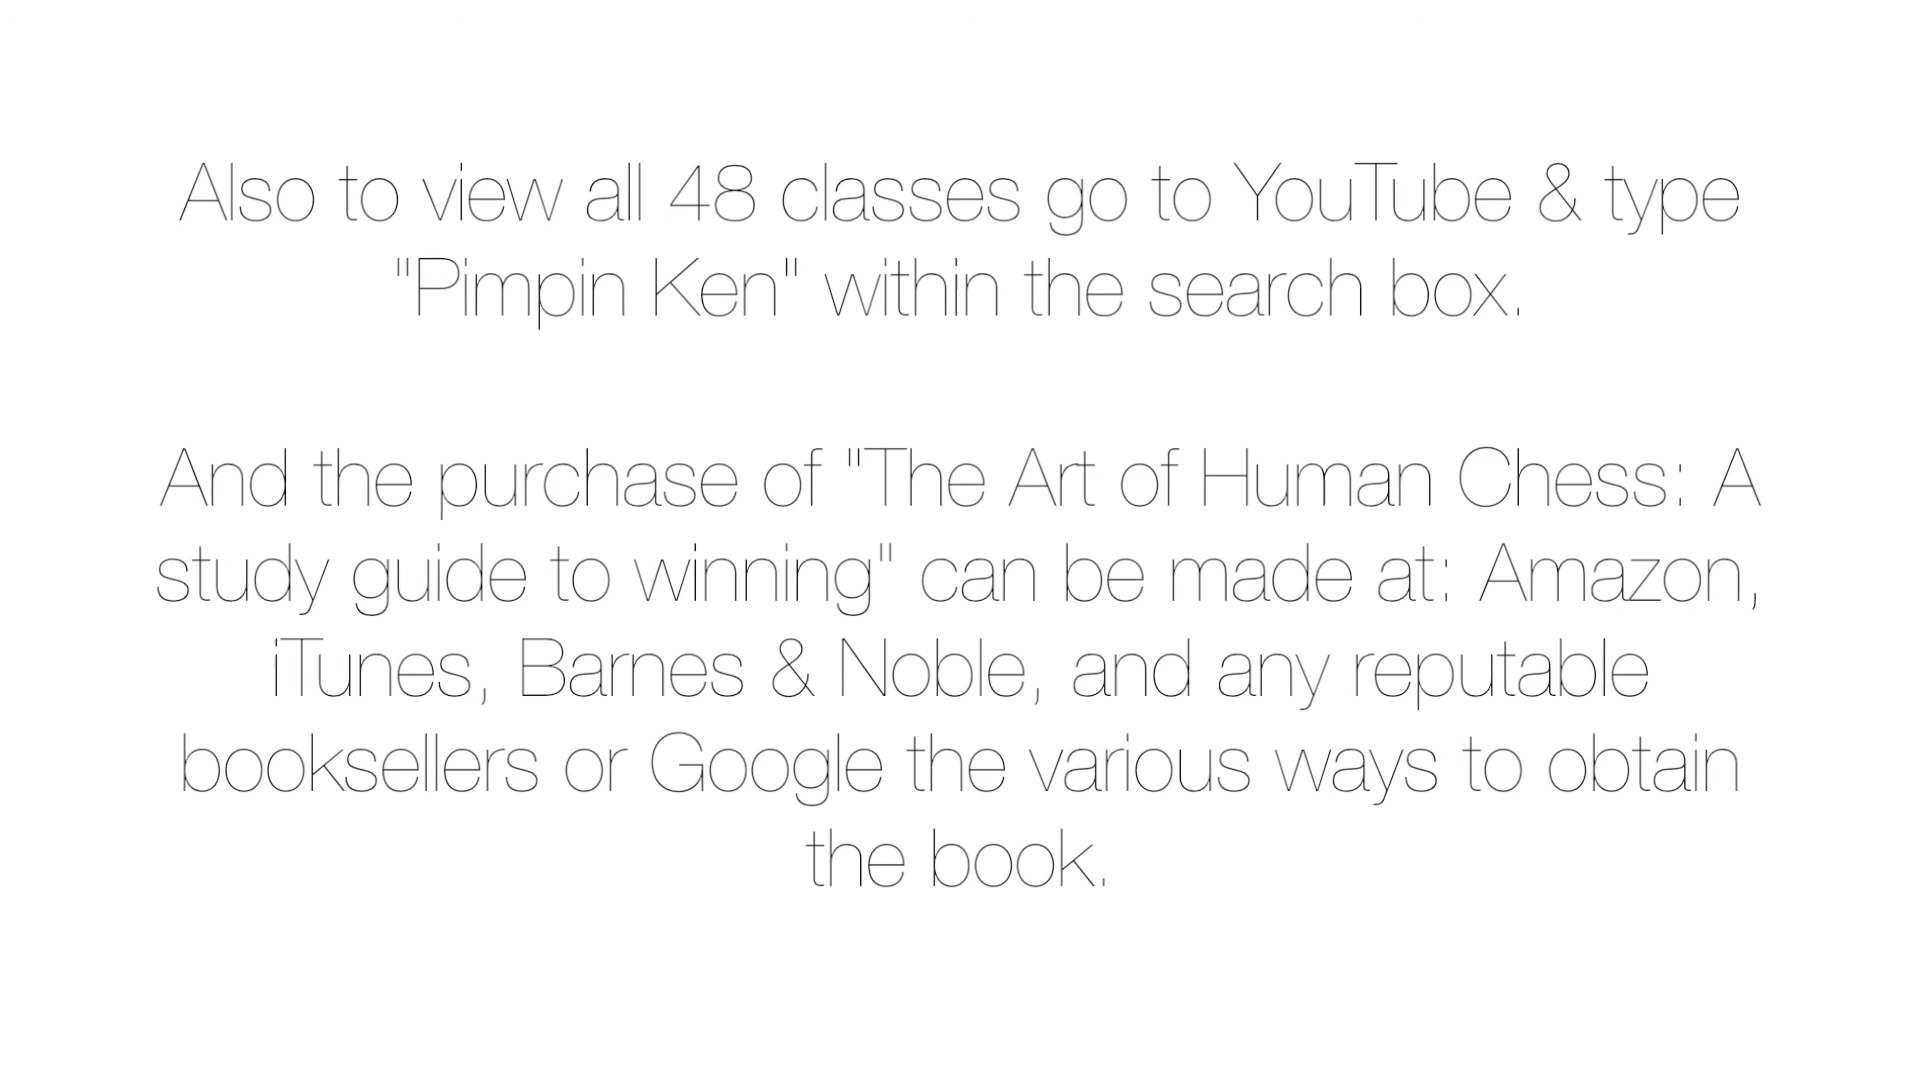 Also to view all 48 classes go to YouTube & type
"Pimpin Ken" within the search box.
And the purchase of "The Art of Human Chess: A
study guide to winning" can be made at: Amazon,
iTunes, Barnes & Noble, and any reputable
booksellers or Google the various ways to obtain
the book.